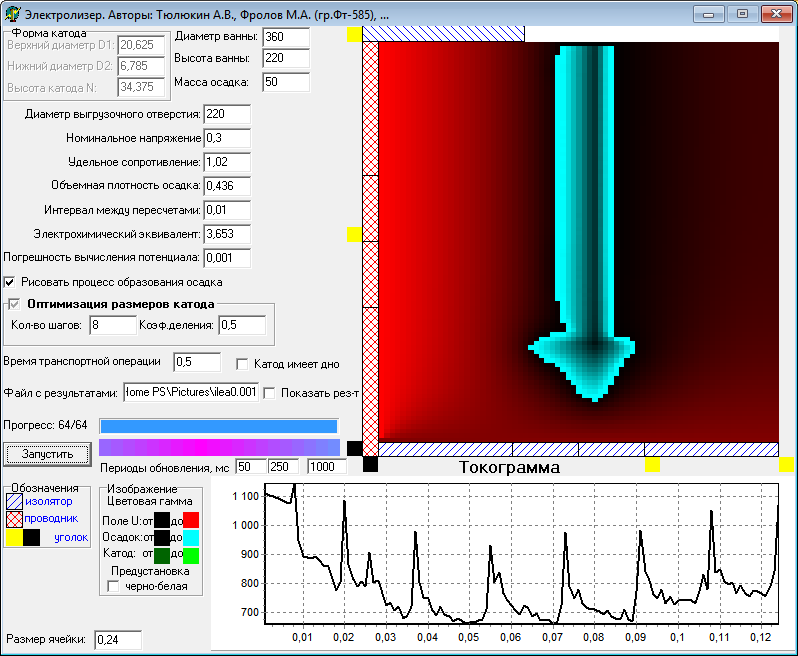 Электролизер. Авторы: Тюлюкин А.В., Фролов М.А. (гр.Фт-585), ...
Форма катода
Верхний диаметр D1: 20,625
Нижний диаметр D2: 6,785
Высота катода N: 34,375
Диаметр ванны: 360
Высота ванны: 220
Масса осадка: 50
Диаметр выгрузочного отверстия: 220
Номинальное напряжение 0,3
Удельное сопротивление: 1,02
Объемная плотность осадка: 0,436
Интервал между пересчетами: 0,01
Электрохимический эквивалент: 3,653
Погрешность вычисления потенциала: 0,001
Рисовать процесс образования осадка
Оптимизация размеров катода
Кол-во шагов: 8 Коэф.деления: 0,5
Время транспортной операции 0,5 Катод имеет дно
Файл с результатами: Home PS\Pictures\ilea0.001 Показать рез-т
Прогресс: 64/64
Запустить
Периоды обновления, мс 50 250 1000
Обозначения
изолятор
проводник
уголок
Изображение
Цветовая гамма
Поле U: от до
Осадок: от до
Катод: от до
Предустановка
черно-белая
Размер ячейки: 0,24
Токограмма
1 100
1 000
900
800
700
0,01 0,02 0,03 0,04 0,05 0,06 0,07 0,08 0,09 0,1 0,11 0,12